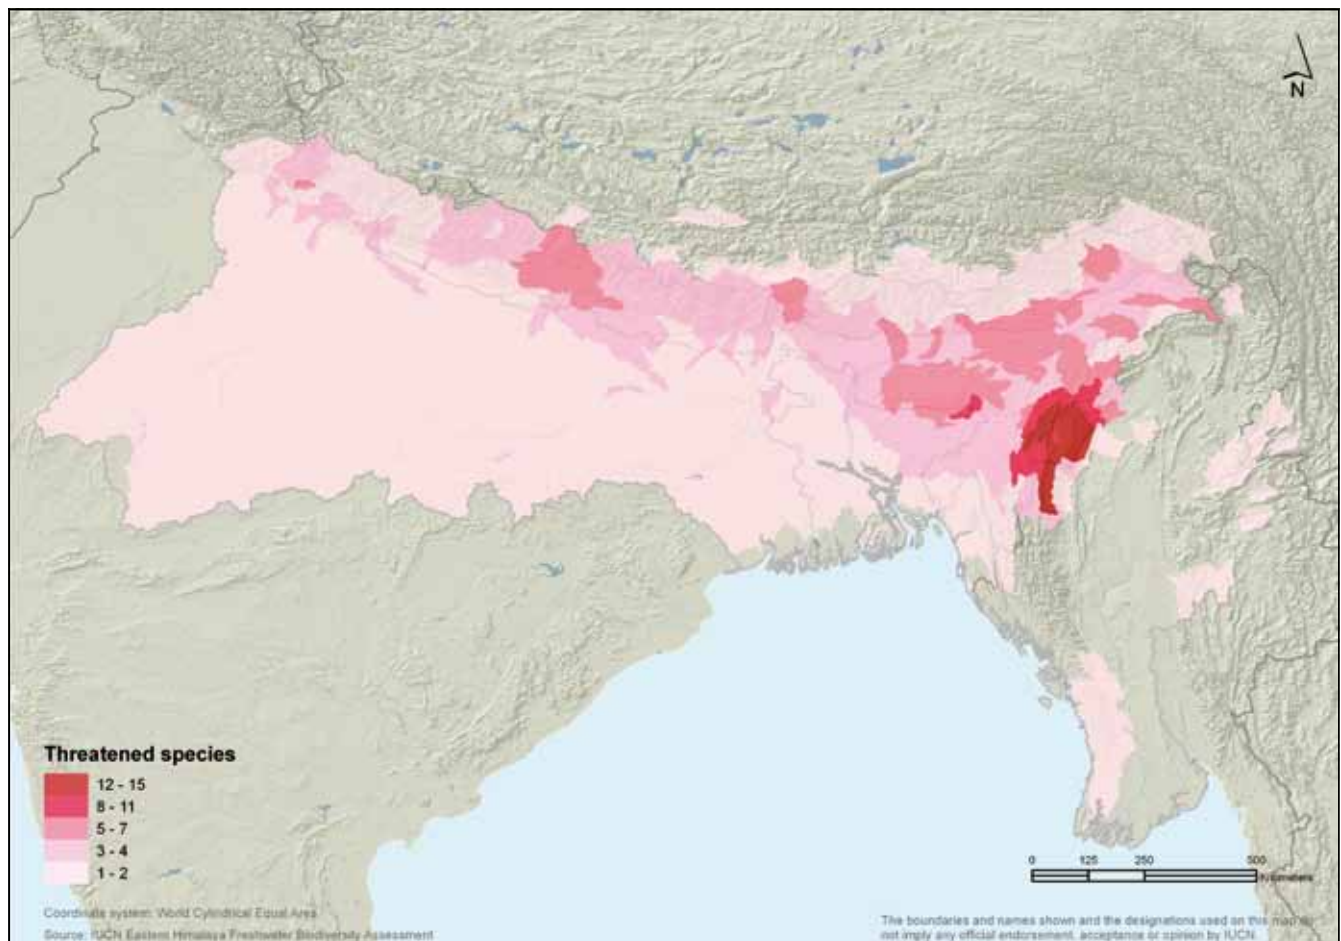 N
Threatened species
12 - 15
8 - 11
5 - 7
3 - 4
1 - 2
0 125 250 500
Kilometers
Coordinate system: World Cylindrical Equal Area
Source: IUCN Eastern Himalaya Freshwater Biodiversity Assessment
The boundaries and names shown and the designations used on this map do
not imply any official endorsement, acceptance or opinion by IUCN.